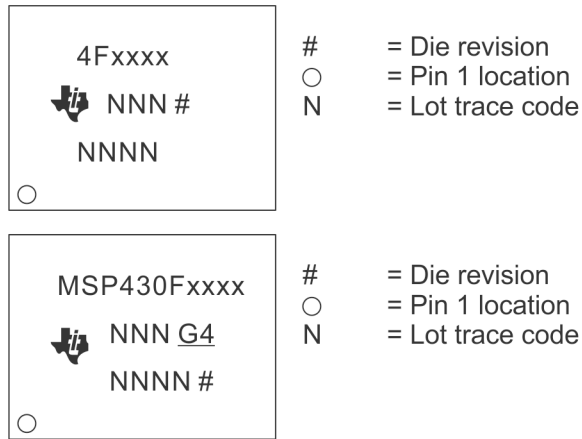 4Fxxxx
NNN #
NNNN
# = Die revision
○ = Pin 1 location
N = Lot trace code
MSP430Fxxxx
NNN G4
NNNN #
# = Die revision
○ = Pin 1 location
N = Lot trace code